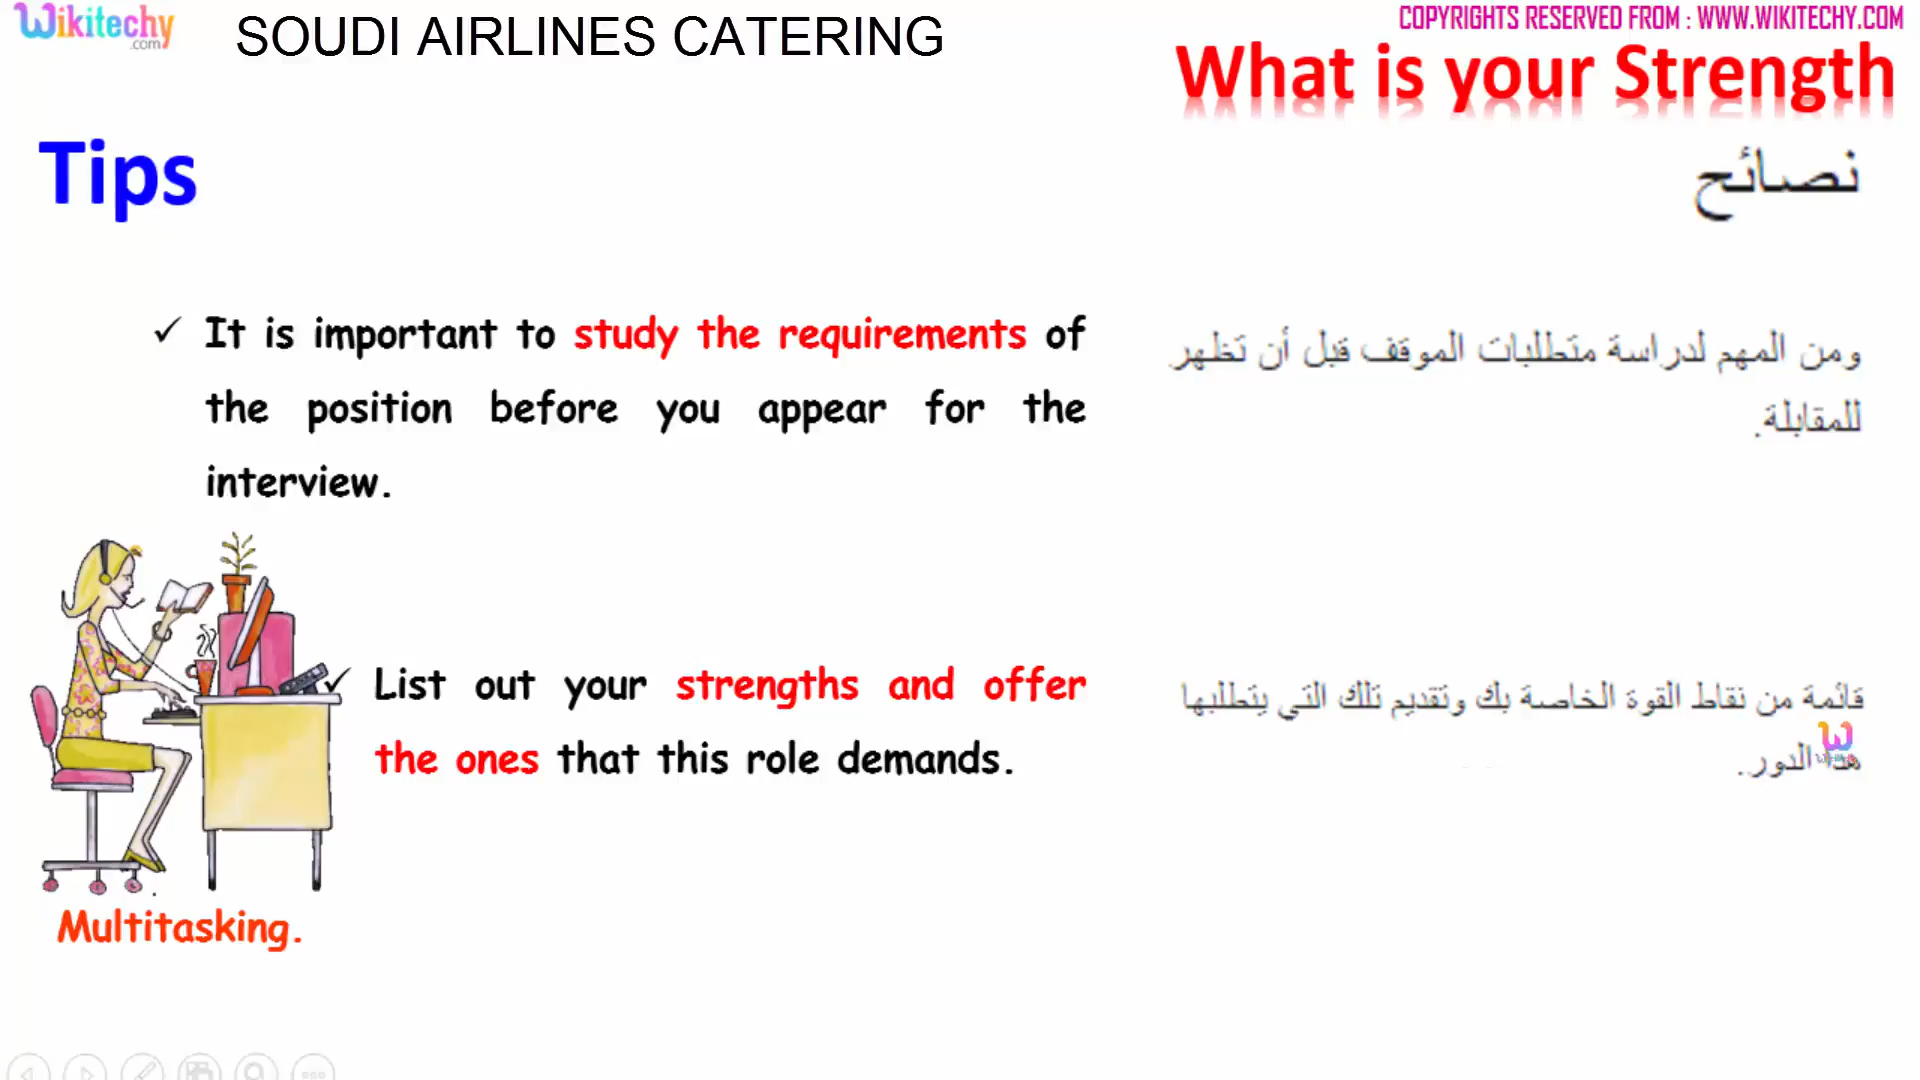 Wikitechy
.com
SOUDI AIRLINES CATERING
COPYRIGHTS RESERVED FROM : WWW.WIKITECHY.COM
What is your Strength
Tips
نصائح
✓ It is important to study the requirements of
the position before you appear for the
interview.
ومن المهم لدراسة متطلبات الموقف قبل أن تظهر
للمقابلة.
✓ List out your strengths and offer
the ones that this role demands.
قائمة من نقاط القوة الخاصة بك وتقديم تلك التي يتطلبها
هذا الدور.
Multitasking.